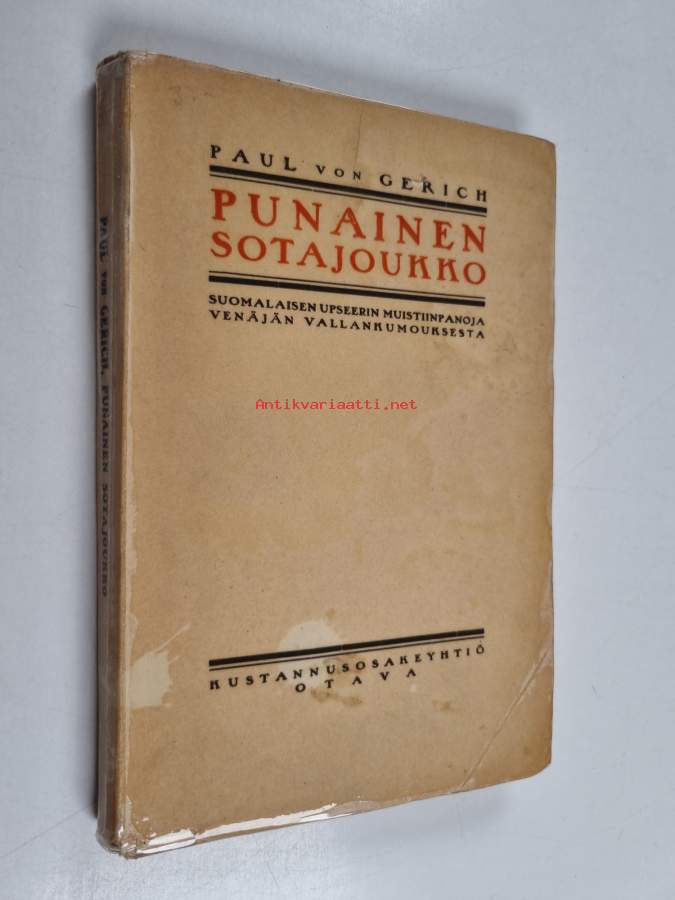 PAUL VON GERICH
PUNAINEN
SOTAJOUKKO
SUOMALAISEN UPSEERIN MUISTIINPANOJA
VENÄJÄN VALLANKUMOUKSESTA
Antikvariaatti.net
KUSTANNUSOSAKEYHTIÖ
OTAVA
PAUL von GERICH, PUNAINEN SOTAJOUKKO